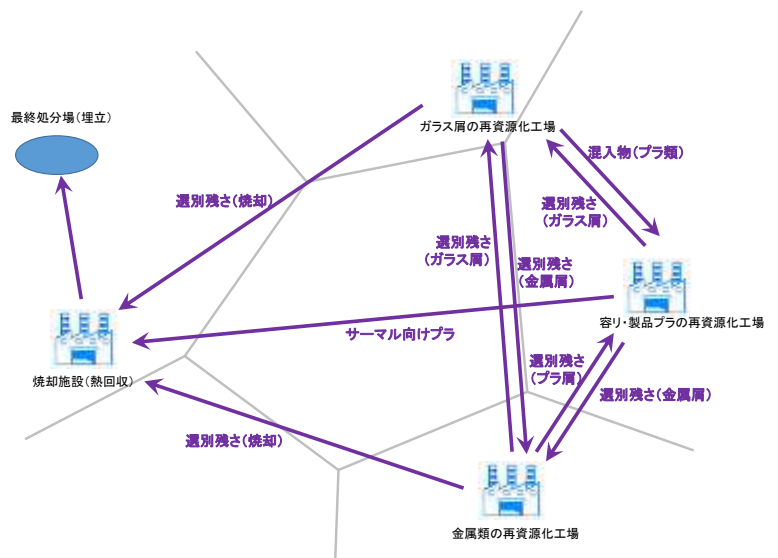 最終処分場(埋立)
ガラス屑の再資源化工場
混入物(プラ類)
選別残さ(焼却)
選別残さ
(ガラス屑)
選別残さ
(ガラス屑)
選別残さ
(金属屑)
容リ・製品プラの再資源化工場
サーマル向けプラ
焼却施設(熱回収)
選別残さ
(プラ屑)
選別残さ(金属屑)
選別残さ(焼却)
金属類の再資源化工場